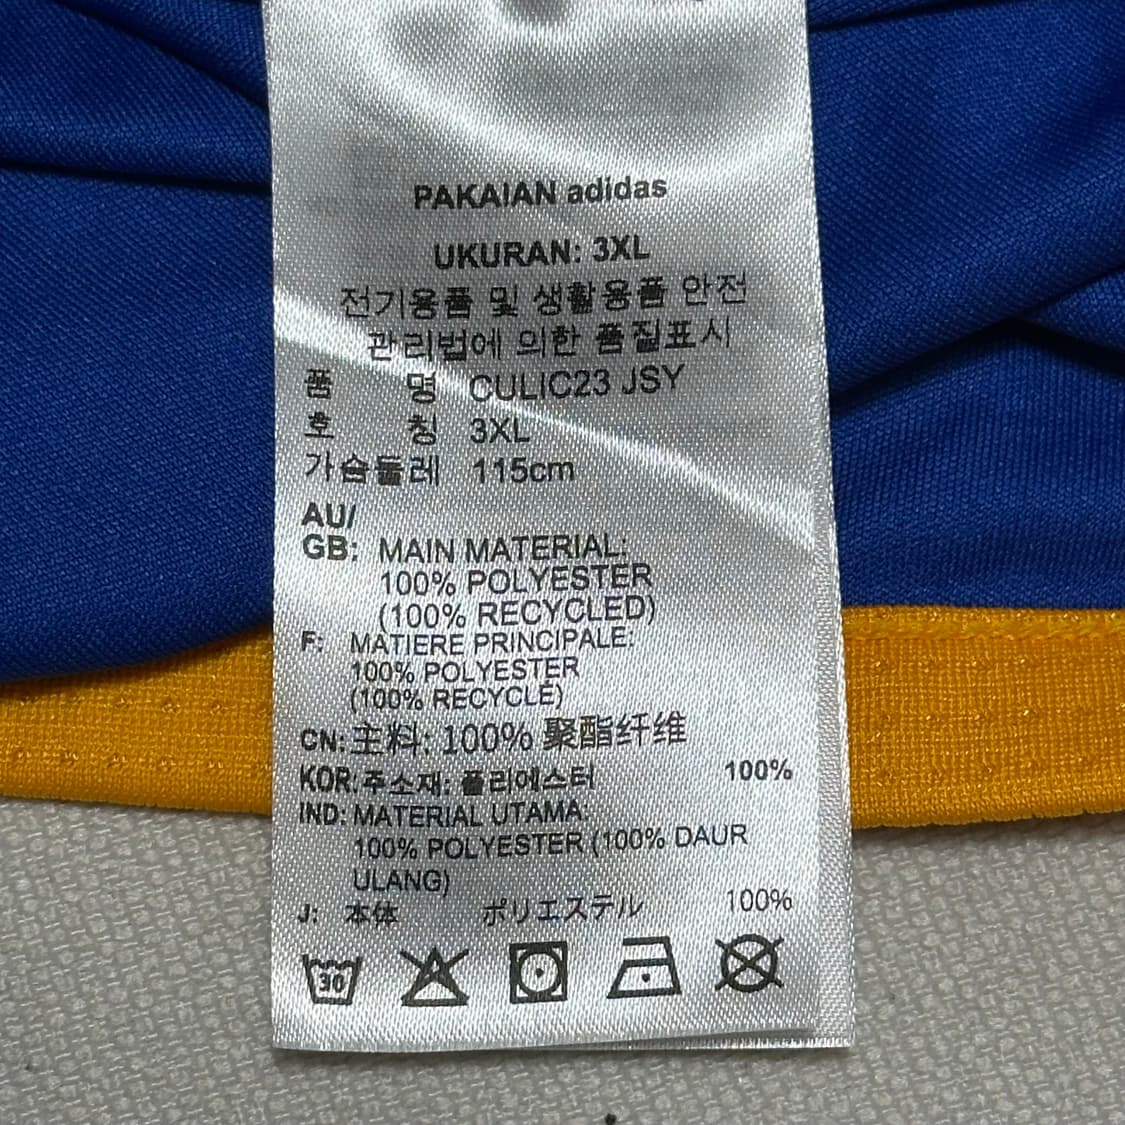 PAKAIAN adidas
UKURAN: 3XL
전기용품 및 생활용품 안전
관리법에 의한 품질표시
품 명 CULIC23 JSY
호 칭 3XL
가슴둘레 115cm
AU/
GB: MAIN MATERIAL:
100% POLYESTER
(100% RECYCLED)
F: MATIERE PRINCIPALE:
100% POLYESTER
(100% RECYCLÉ)
CN: 主料: 100% 聚酯纤维
KOR: 주소재: 폴리에스터 100%
IND: MATERIAL UTAMA:
100% POLYESTER (100% DAUR
ULANG)
J: 本体 ポリエステル 100%
30